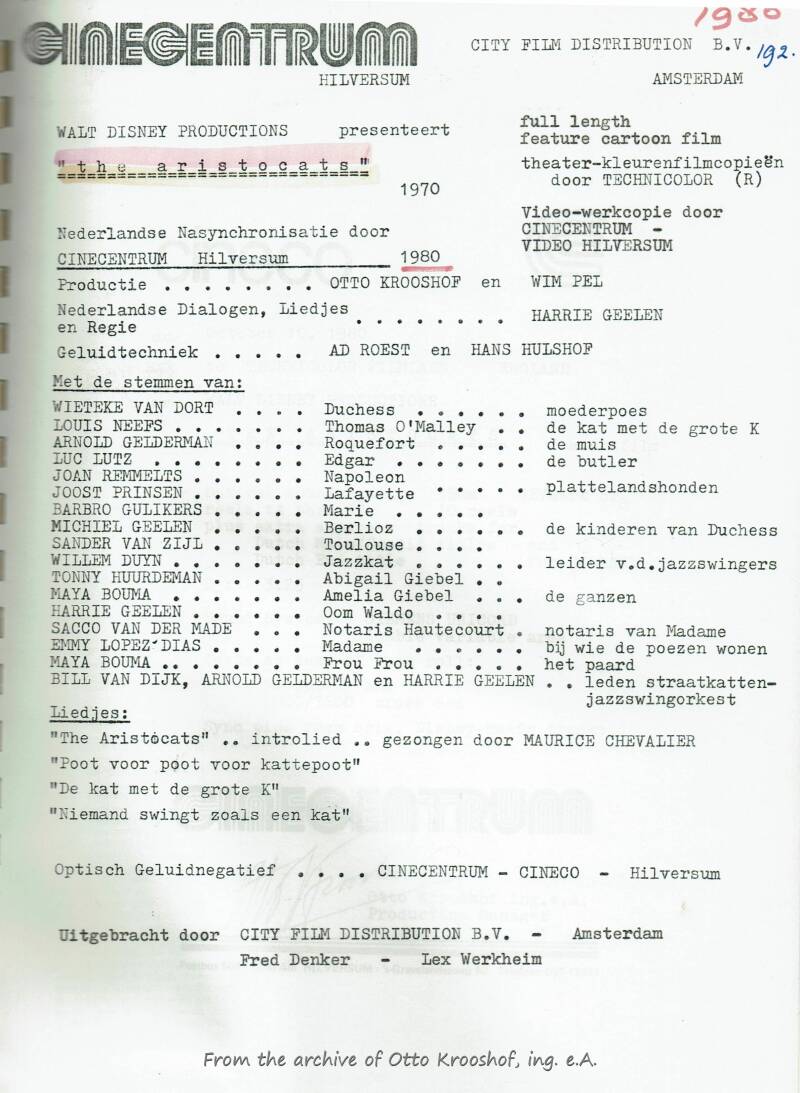 1980
CINECENTRUM
HILVERSUM
CITY FILM DISTRIBUTION B.V. 192.
AMSTERDAM
WALT DISNEY PRODUCTIONS presenteert
"the aristocats"
1970
full length
feature cartoon film
theater-kleurenfilmcopieën
door TECHNICOLOR (R)
Video-werkcopie door
CINECENTRUM -
VIDEO HILVERSUM
Nederlandse Nasynchronisatie door
CINECENTRUM Hilversum 1980
Productie . . . . . . . . OTTO KROOSHOF en WIM PEL
Nederlandse Dialogen, Liedjes
en Regie . . . . . . . . HARRIE GEELEN
Geluidtechniek . . . . . AD ROEST en HANS HULSHOF
Met de stemmen van:
WIETEKE VAN DORT . . . . Duchess . . . . . . moederpoes
LOUIS NEEFS . . . . . . . Thomas O'Malley . . de kat met de grote K
ARNOLD GELDERMAN . . . . Roquefort . . . . . de muis
LUC LUTZ . . . . . . . . Edgar . . . . . . . de butler
JOAN REMMELTS . . . . . . Napoleon
JOOST PRINSEN . . . . . . Lafayette . . . . . plattelandshonden
BARBRO GULIKERS . . . . . Marie . . . . .
MICHIEL GEELEN . . . . . Berlioz . . . . . de kinderen van Duchess
SANDER VAN ZIJL . . . . . Toulouse . . . .
WILLEM DUYN . . . . . . . Jazzkat . . . . . . leider v.d.jazzswingers
TONNY HUURDEMAN . . . . . Abigail Giebel . .
MAYA BOUMA . . . . . . . Amelia Giebel . . . de ganzen
HARRIE GEELEN . . . . . . Oom Waldo . . . .
SACCO VAN DER MADE . . . Notaris Hautecourt . notaris van Madame
EMMY LOPEZ-DIAS . . . . . Madame . . . . . . bij wie de poezen wonen
MAYA BOUMA .. . . . . . . Frou Frou . . . . . het paard
BILL VAN DIJK, ARNOLD GELDERMAN en HARRIE GEELEN . . leden straatkatten-
jazzswingorkest
Liedjes:
"The Aristocats" .. introlied .. gezongen door MAURICE CHEVALIER
"Poot voor poot voor kattepoot"
"De kat met de grote K"
"Niemand swingt zoals een kat"
Optisch Geluidnegatief . . . . CINECENTRUM - CINECO - Hilversum
Uitgebracht door CITY FILM DISTRIBUTION B.V. - Amsterdam
Fred Denker - Lex Werkheim
From the archive of Otto Krooshof, ing. e.A.